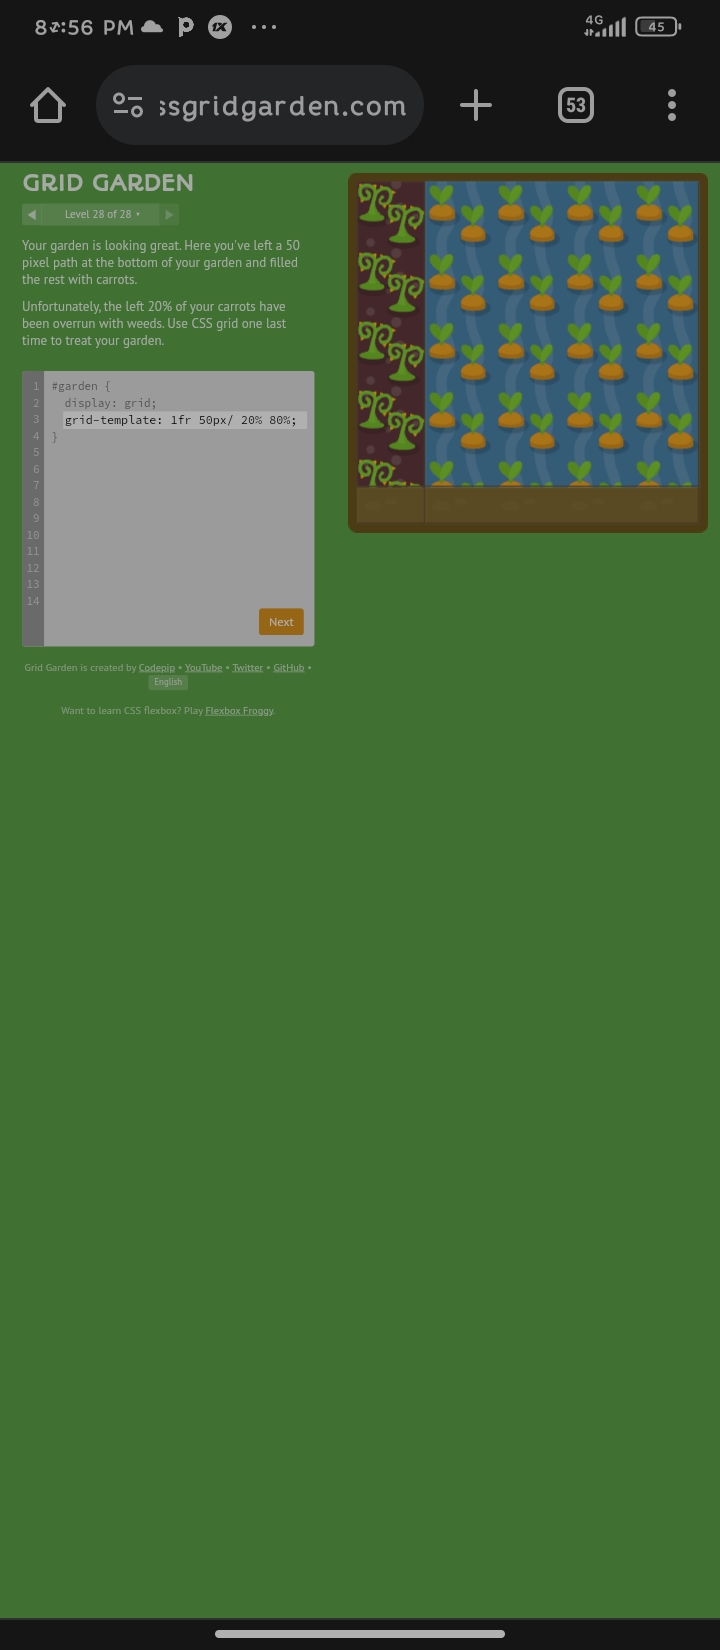 8:56 PM
1X
4G
45
ssgridgarden.com
53
GRID GARDEN
Level 28 of 28
Your garden is looking great. Here you've left a 50
pixel path at the bottom of your garden and filled
the rest with carrots.
Unfortunately, the left 20% of your carrots have
been overrun with weeds. Use CSS grid one last
time to treat your garden.
1 #garden {
2 display: grid;
3 grid-template: 1fr 50px/ 20% 80%;
4 }
5
6
7
8
9
10
11
12
13
14
Next
Grid Garden is created by Codepip • YouTube • Twitter • GitHub •
English
Want to learn CSS flexbox? Play Flexbox Froggy.